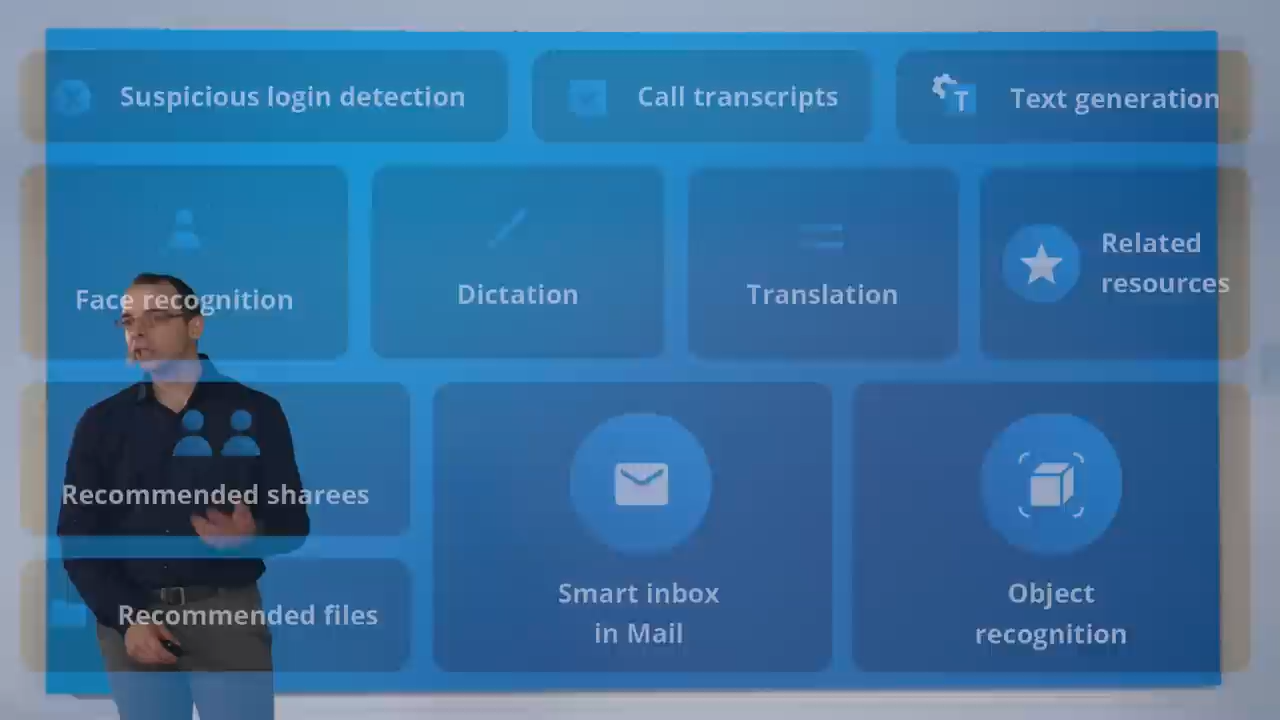 Suspicious login detection
Call transcripts
Text generation
Face recognition
Dictation
Translation
Related
resources
Recommended sharees
Smart inbox
in Mail
Object
recognition
Recommended files